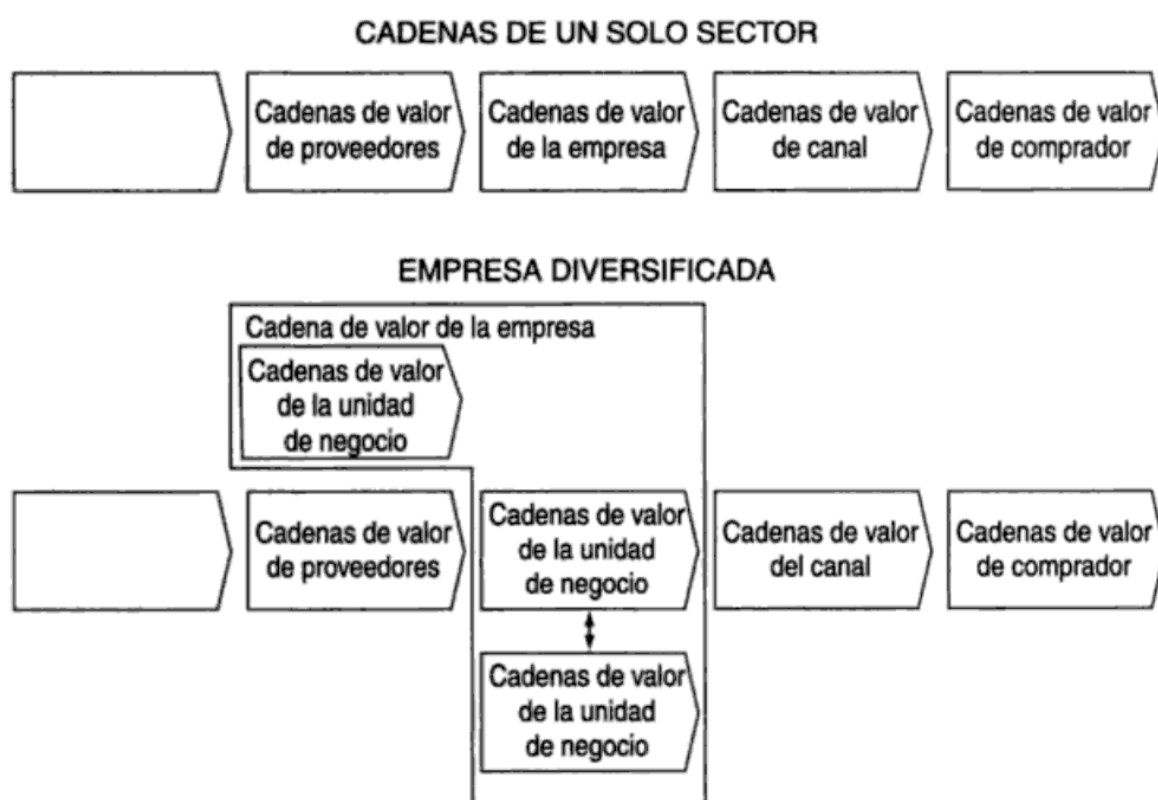 CADENAS DE UN SOLO SECTOR
Cadenas de valor
de proveedores
Cadenas de valor
de la empresa
Cadenas de valor
de canal
Cadenas de valor
de comprador
EMPRESA DIVERSIFICADA
Cadena de valor de la empresa
Cadenas de valor
de la unidad
de negocio
Cadenas de valor
de proveedores
Cadenas de valor
de la unidad
de negocio
Cadenas de valor
del canal
Cadenas de valor
de comprador
Cadenas de valor
de la unidad
de negocio